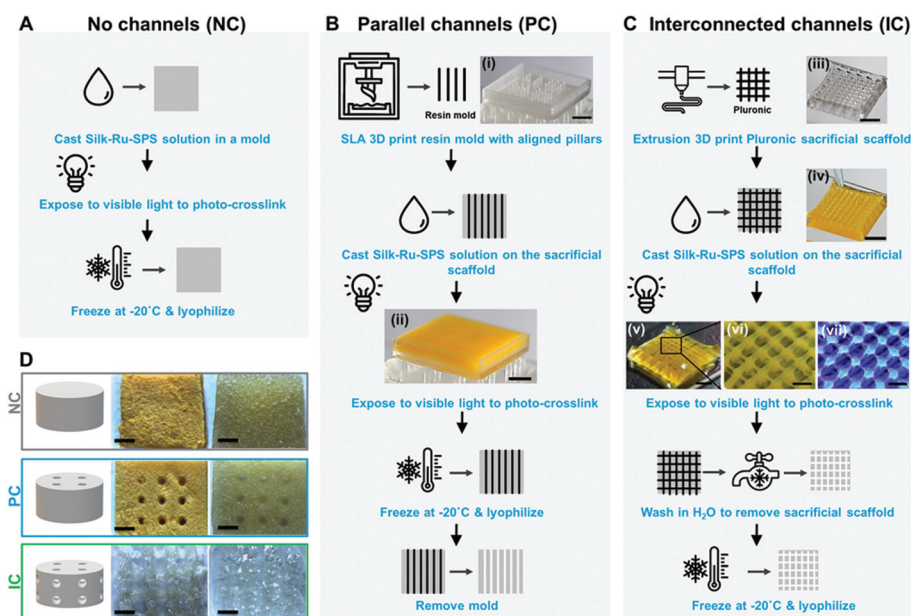 A No channels (NC)
Cast Silk-Ru-SPS solution in a mold
Expose to visible light to photo-crosslink
Freeze at -20˚C & lyophilize
B Parallel channels (PC)
(i)
Resin mold
SLA 3D print resin mold with aligned pillars
Cast Silk-Ru-SPS solution on the sacrificial
scaffold
(ii)
Expose to visible light to photo-crosslink
Freeze at -20˚C & lyophilize
Remove mold
C Interconnected channels (IC)
(iii)
Pluronic
Extrusion 3D print Pluronic sacrificial scaffold
(iv)
Cast Silk-Ru-SPS solution on the sacrificial
scaffold
(v) (vi) (vii)
Expose to visible light to photo-crosslink
Wash in H₂O to remove sacrificial scaffold
Freeze at -20˚C & lyophilize
D
NC
PC
IC